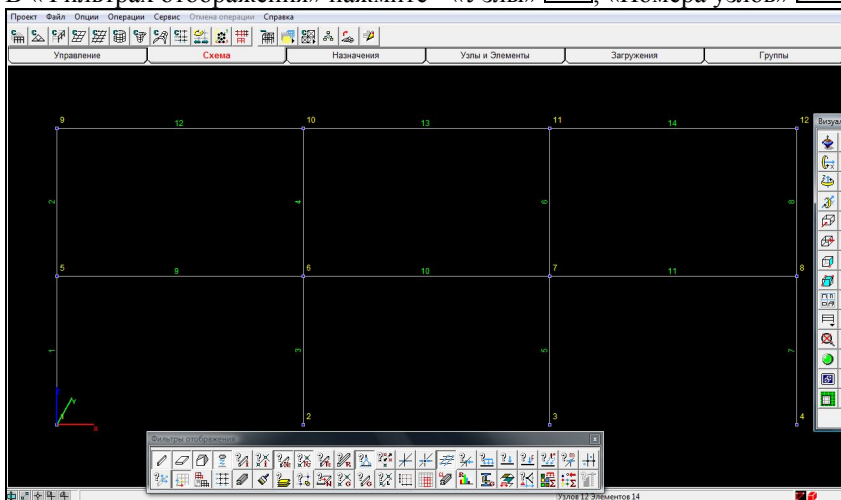 В «Фильтрах отображения» нажмите «Узлы» , «Номера узлов»
Проект Файл Опции Операции Сервис Отмена операции Справка
Управление Схема Назначения Узлы и Элементы Загружения Группы
9 12 10 13 11 14 12
Визуал
2 4 6 8
5 9 6 10 7 11 8
1 3 5 7
2 3 4
X
Фильтры отображения
Узлов 12 Элементов 14